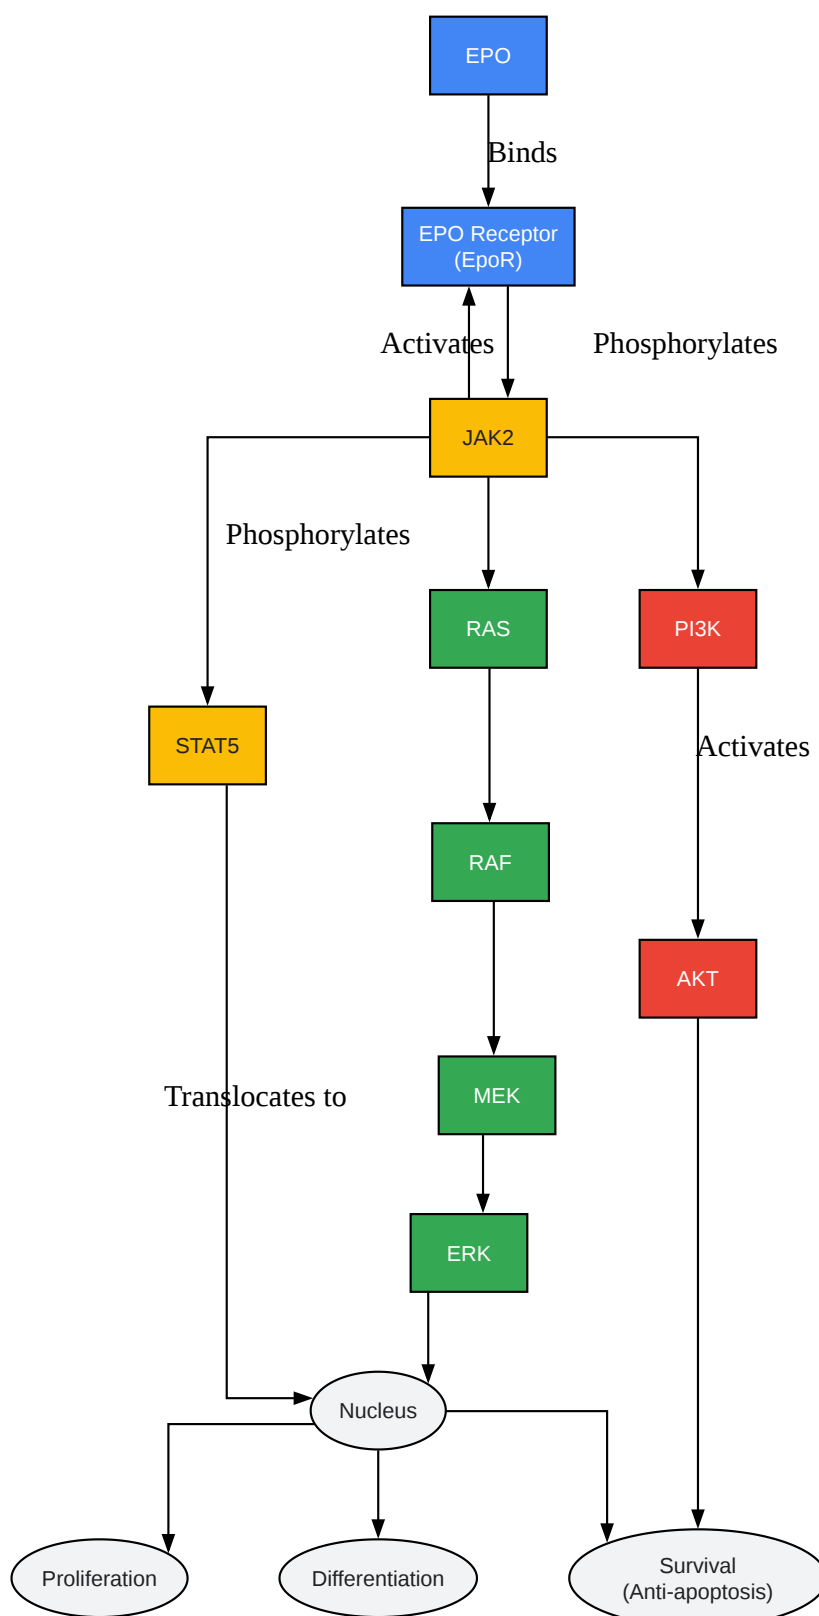 EPO
Binds
EPO Receptor
(EpoR)
Activates
Phosphorylates
JAK2
Phosphorylates
RAS
PI3K
STAT5
Activates
RAF
AKT
MEK
Translocates to
ERK
Nucleus
Proliferation
Differentiation
Survival
(Anti-apoptosis)